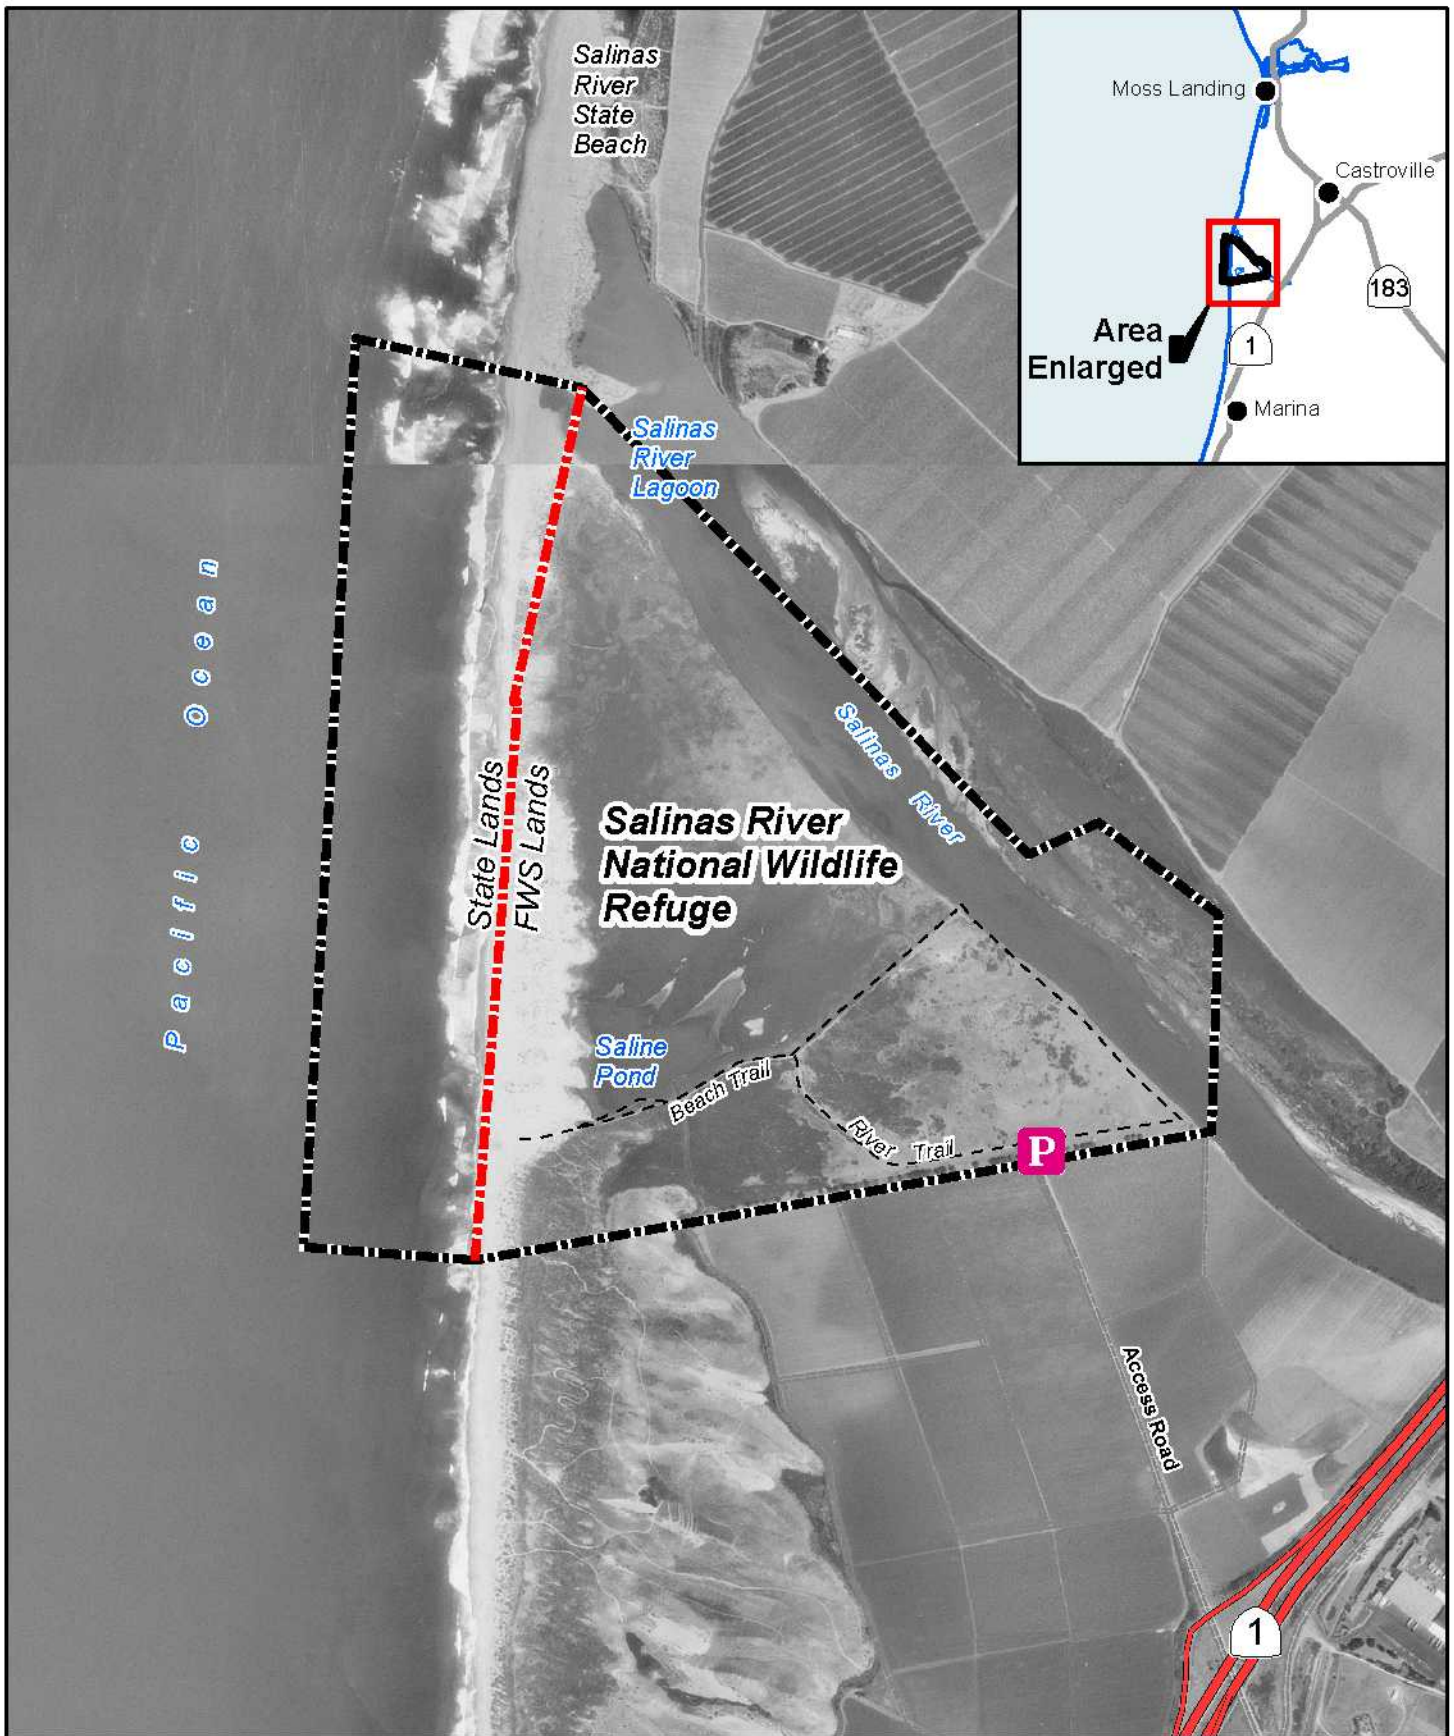 Salinas
River
State
Beach
Moss Landing
Castroville
183
Area
Enlarged
1
Marina
Salinas
River
Lagoon
Pacific Ocean
State Lands
FWS Lands
Salinas River
Salinas River
National Wildlife
Refuge
Saline
Pond
Beach Trail
River Trail
P
Access Road
1